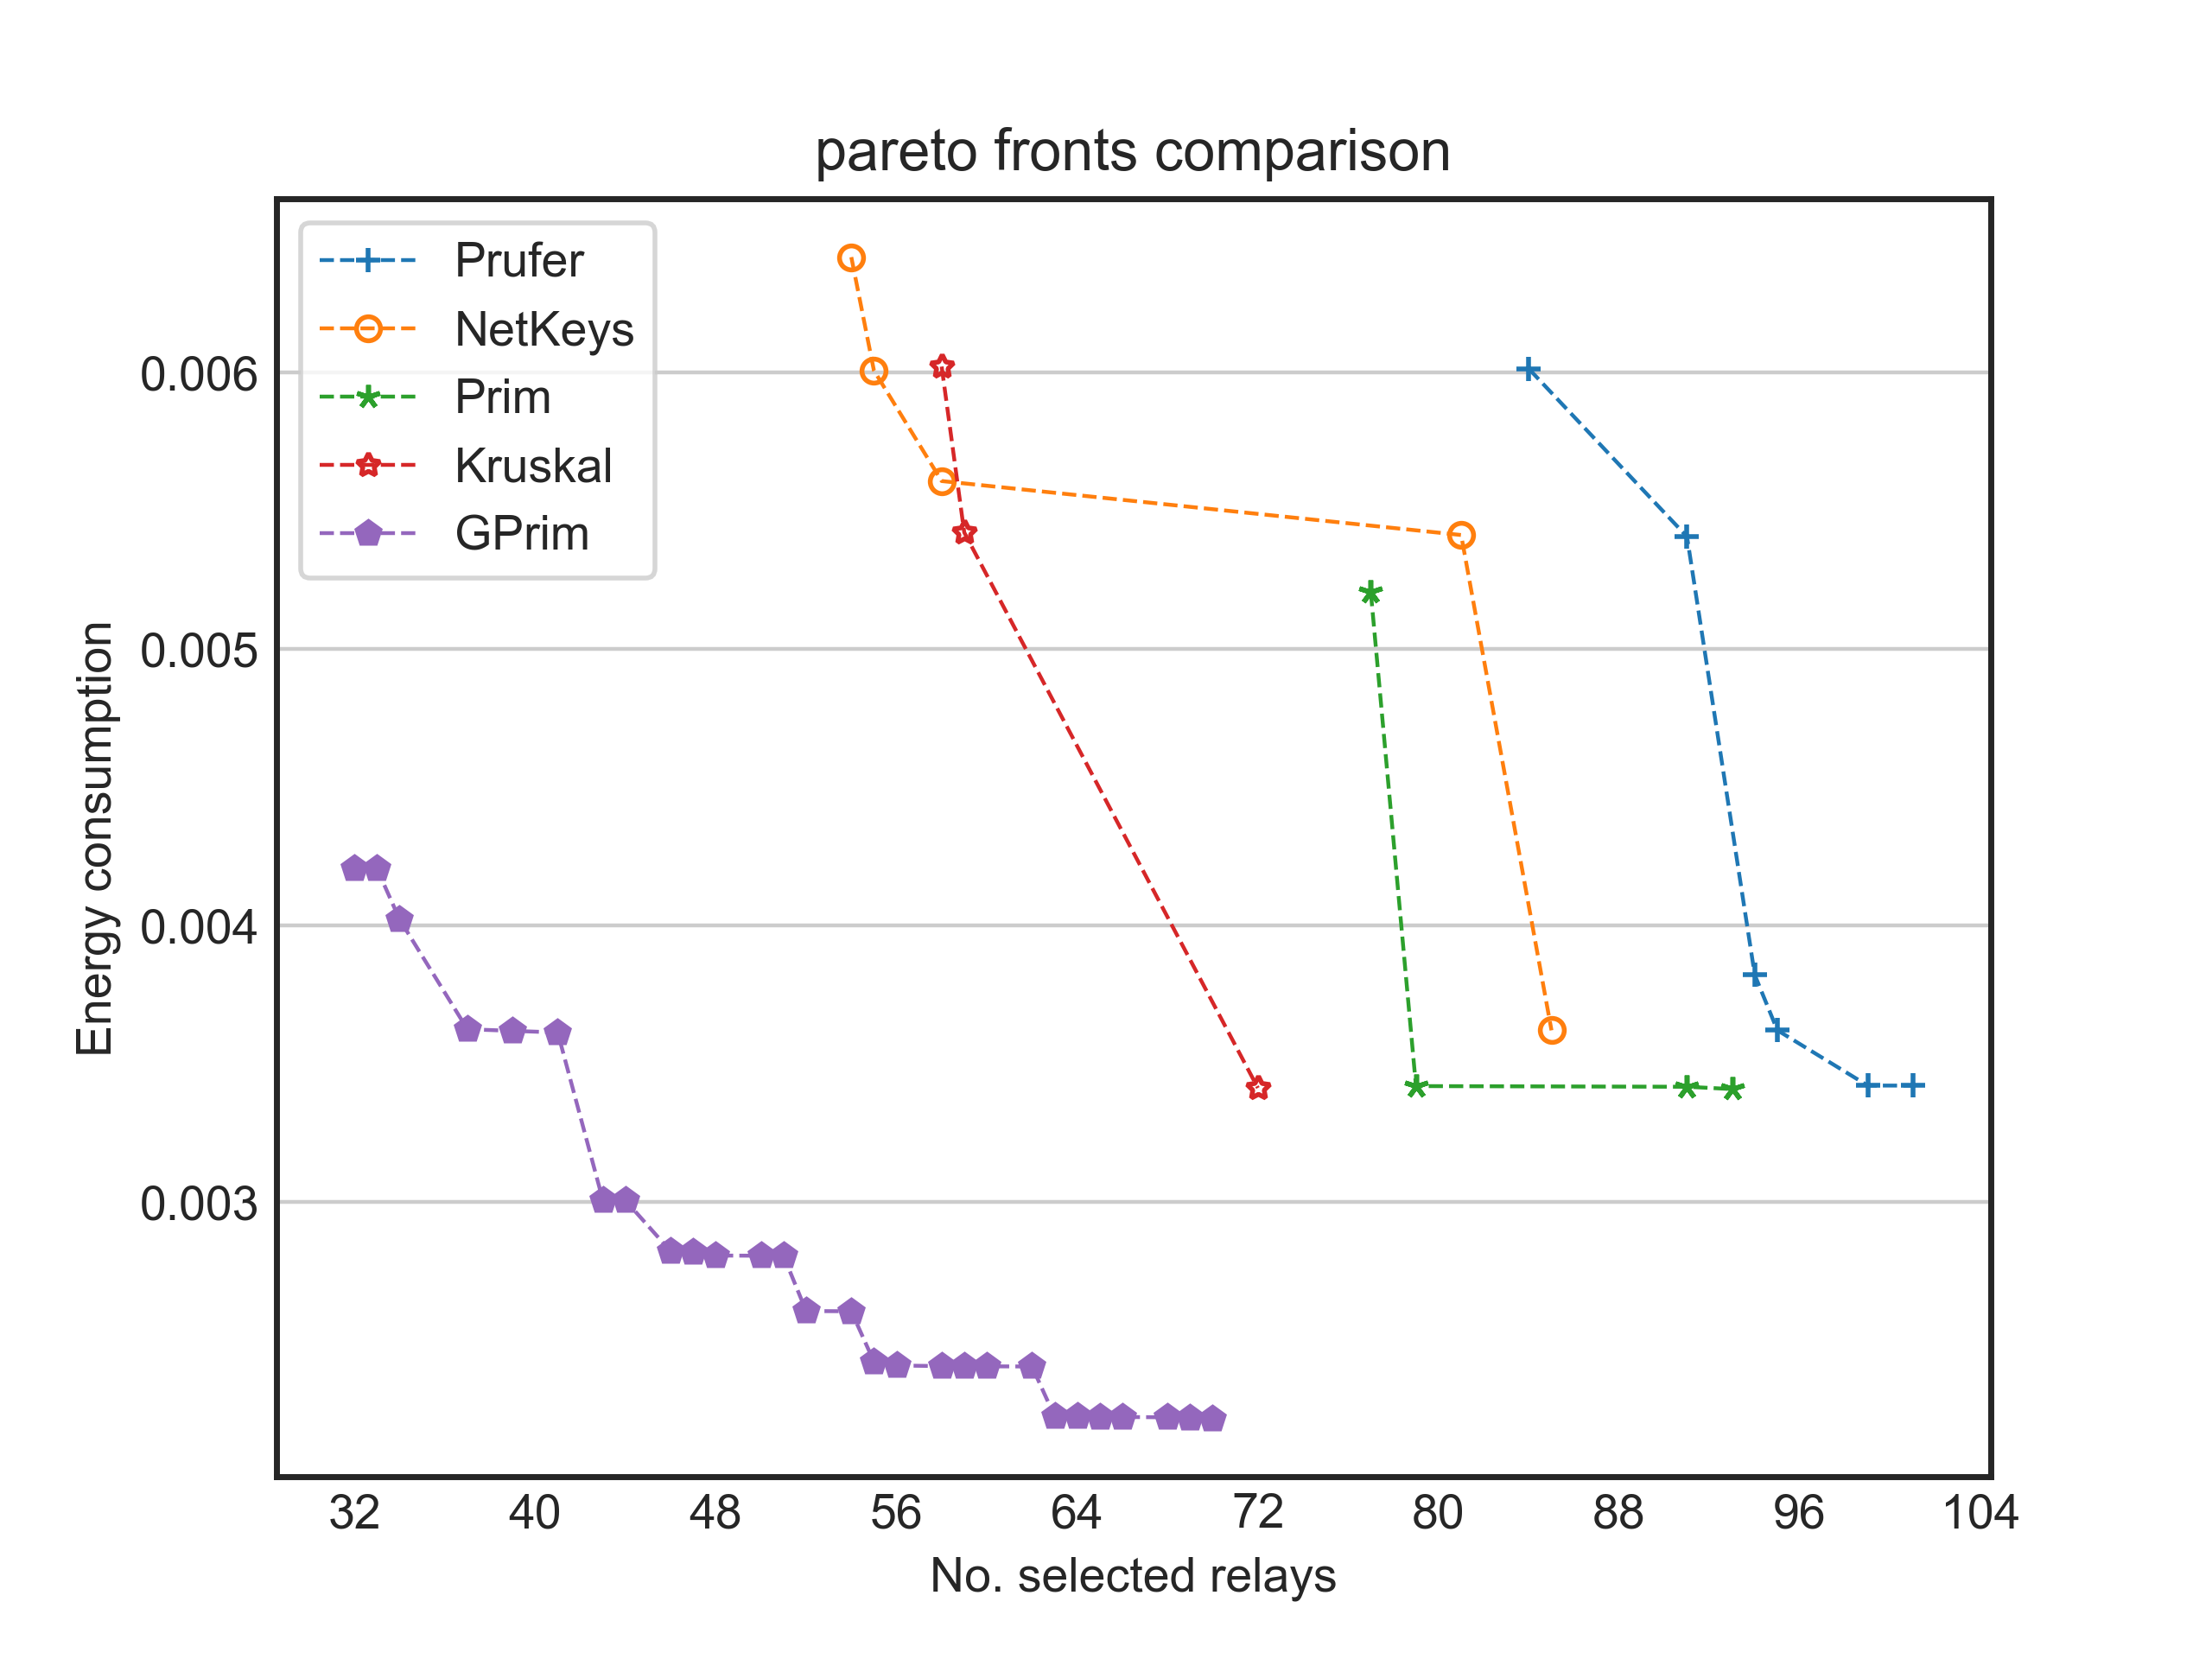 pareto fronts comparison
Prufer
NetKeys
Prim
Kruskal
GPrim
0.006
0.005
0.004
0.003
Energy consumption
32 40 48 56 64 72 80 88 96 104
No. selected relays